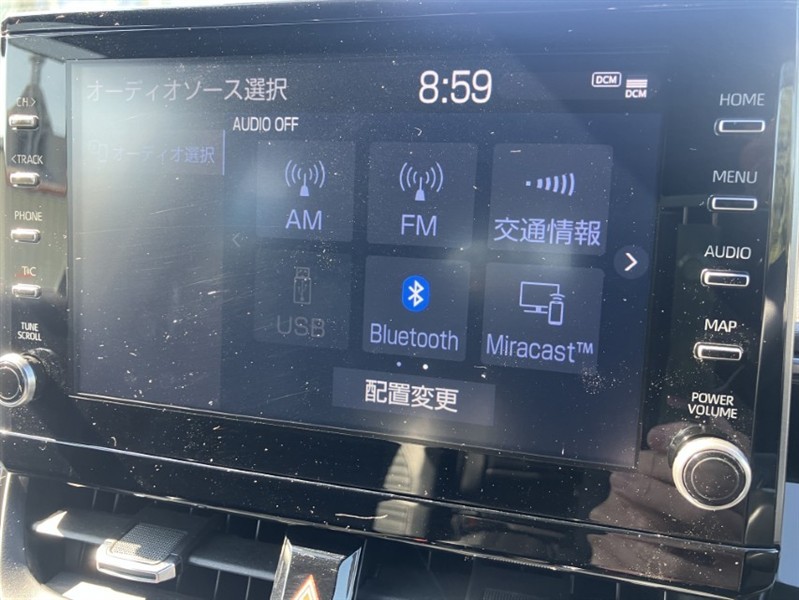 オーディオソース選択
8:59
DCM
DCM
AUDIO OFF
オーディオ選択
AM
FM
交通情報
USB
Bluetooth
Miracast™
配置変更
CH>
<TRACK
PHONE
T&C
TUNE
SCROLL
HOME
MENU
AUDIO
MAP
POWER
VOLUME